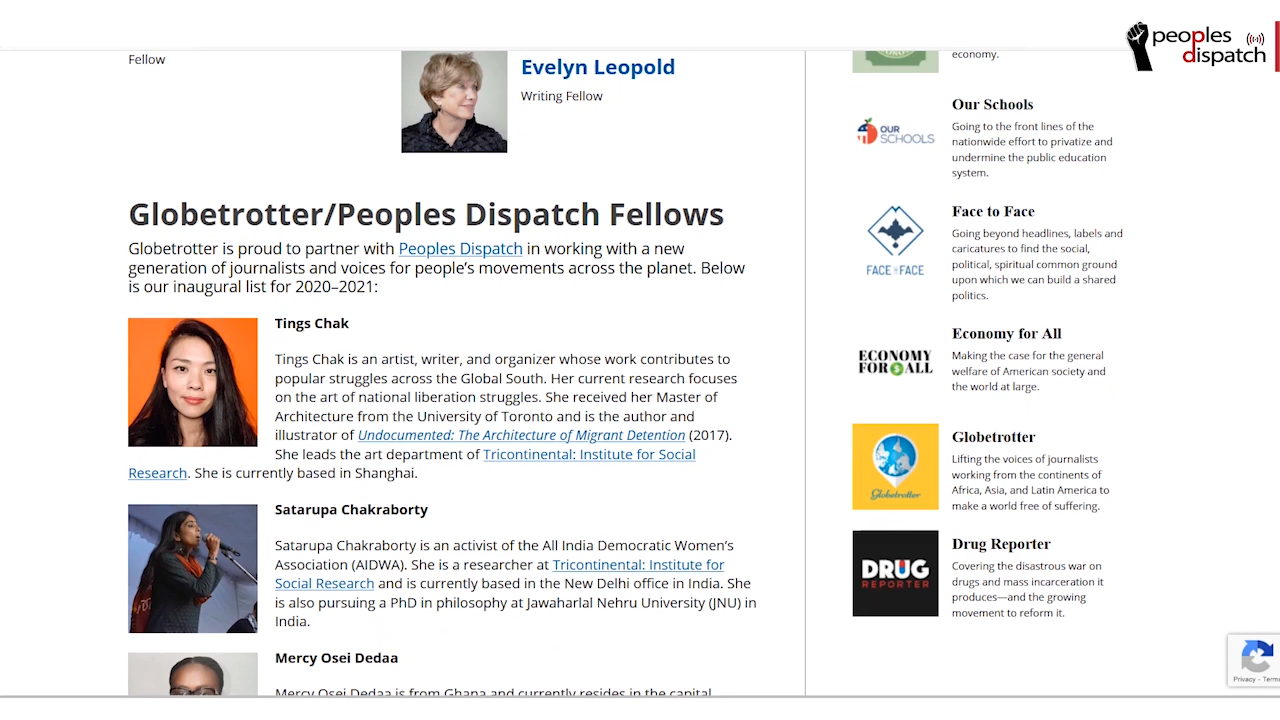 peoples
dispatch
Fellow
Evelyn Leopold
Writing Fellow
Globetrotter/Peoples Dispatch Fellows
Globetrotter is proud to partner with Peoples Dispatch in working with a new
generation of journalists and voices for people's movements across the planet. Below
is our inaugural list for 2020–2021:
Tings Chak
Tings Chak is an artist, writer, and organizer whose work contributes to
popular struggles across the Global South. Her current research focuses
on the art of national liberation struggles. She received her Master of
Architecture from the University of Toronto and is the author and
illustrator of Undocumented: The Architecture of Migrant Detention (2017).
She leads the art department of Tricontinental: Institute for Social
Research. She is currently based in Shanghai.
Satarupa Chakraborty
Satarupa Chakraborty is an activist of the All India Democratic Women's
Association (AIDWA). She is a researcher at Tricontinental: Institute for
Social Research and is currently based in the New Delhi office in India. She
is also pursuing a PhD in philosophy at Jawaharlal Nehru University (JNU) in
India.
Mercy Osei Dedaa
Mercy Osei Dedaa is from Ghana and currently resides in the capital
economy.
OUR
SCHOOLS
Our Schools
Going to the front lines of the
nationwide effort to privatize and
undermine the public education
system.
FACE TO FACE
Face to Face
Going beyond headlines, labels and
caricatures to find the social,
political, spiritual common ground
upon which we can build a shared
politics.
ECONOMY
FOR ALL
Economy for All
Making the case for the general
welfare of American society and
the world at large.
Globetrotter
Globetrotter
Lifting the voices of journalists
working from the continents of
Africa, Asia, and Latin America to
make a world free of suffering.
DRUG
REPORTER
Drug Reporter
Covering the disastrous war on
drugs and mass incarceration it
produces—and the growing
movement to reform it.
Privacy - Terms